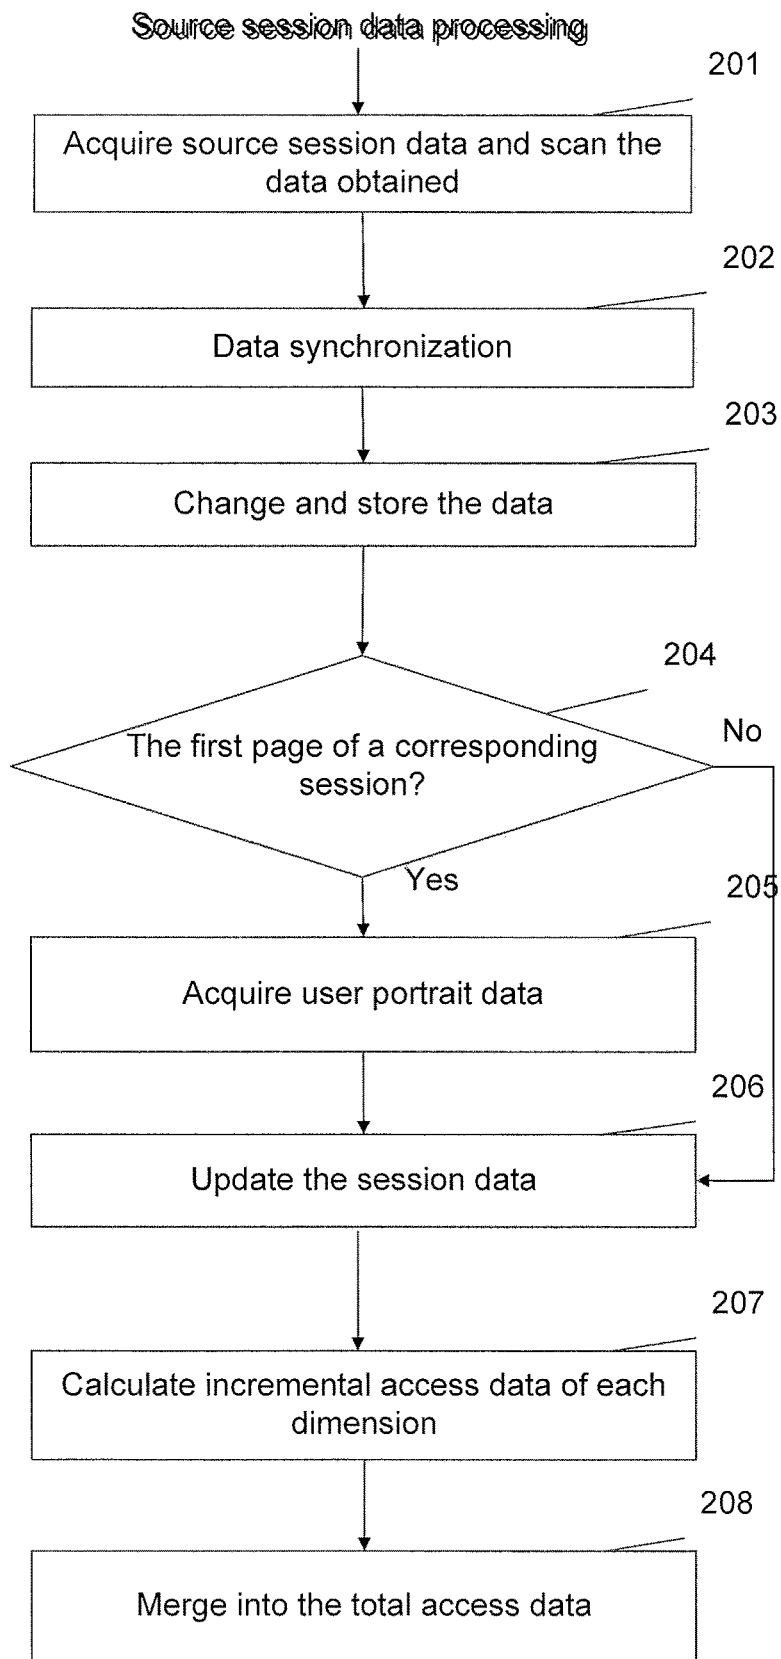 Source session data processing
201
Acquire source session data and scan the
data obtained
202
Data synchronization
203
Change and store the data
204
The first page of a corresponding
session?
No
Yes
205
Acquire user portrait data
206
Update the session data
207
Calculate incremental access data of each
dimension
208
Merge into the total access data